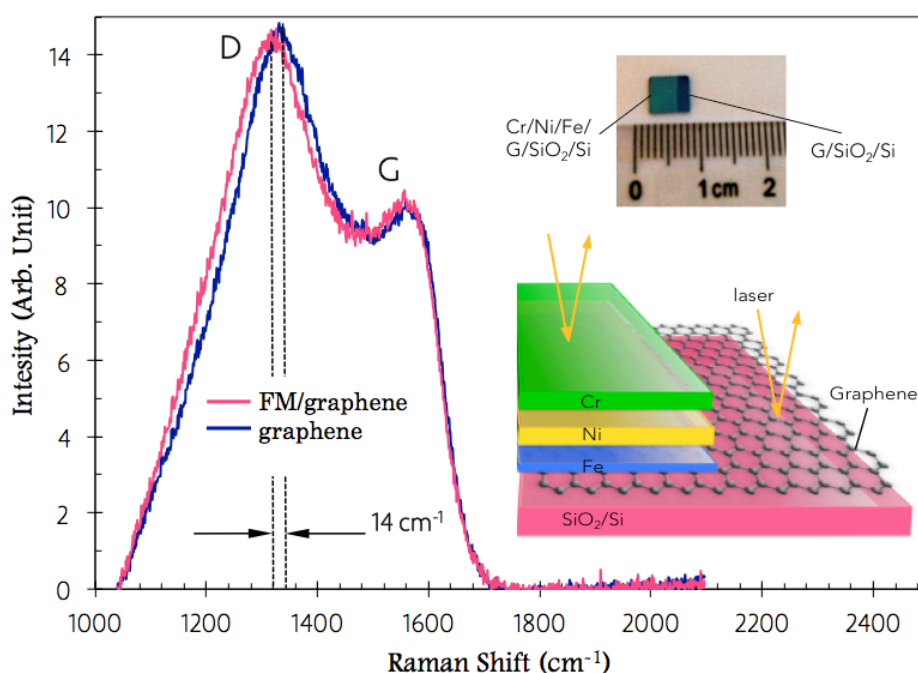 D
G
14
12
10
8
6
4
2
0
Intesity (Arb. Unit)
1000
1200
1400
1600
1800
2000
2200
2400
Raman Shift (cm⁻¹)
FM/graphene
graphene
14 cm⁻¹
Cr/Ni/Fe/
G/SiO₂/Si
G/SiO₂/Si
0
1 cm
2
laser
Graphene
Cr
Ni
Fe
SiO₂/Si